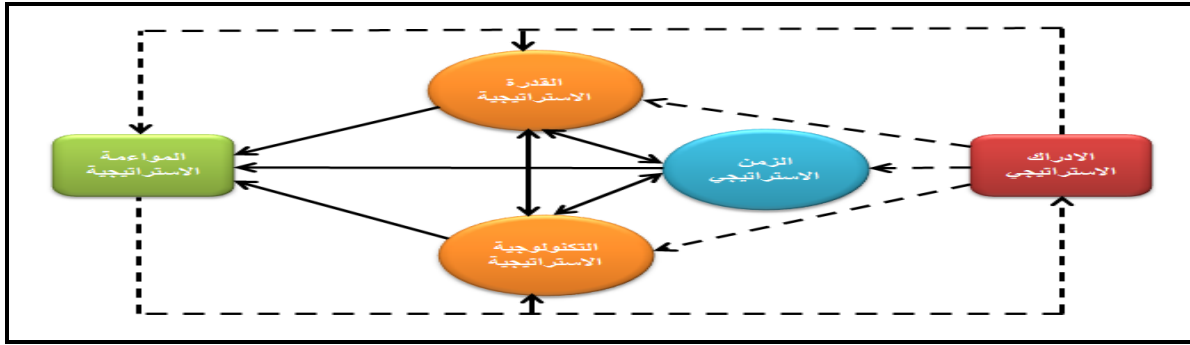 القدرة
الاستراتيجية
الادراك
الاستراتيجي
الزمن
الاستراتيجي
المواءمة
الاستراتيجية
التكنولوجية
الاستراتيجية